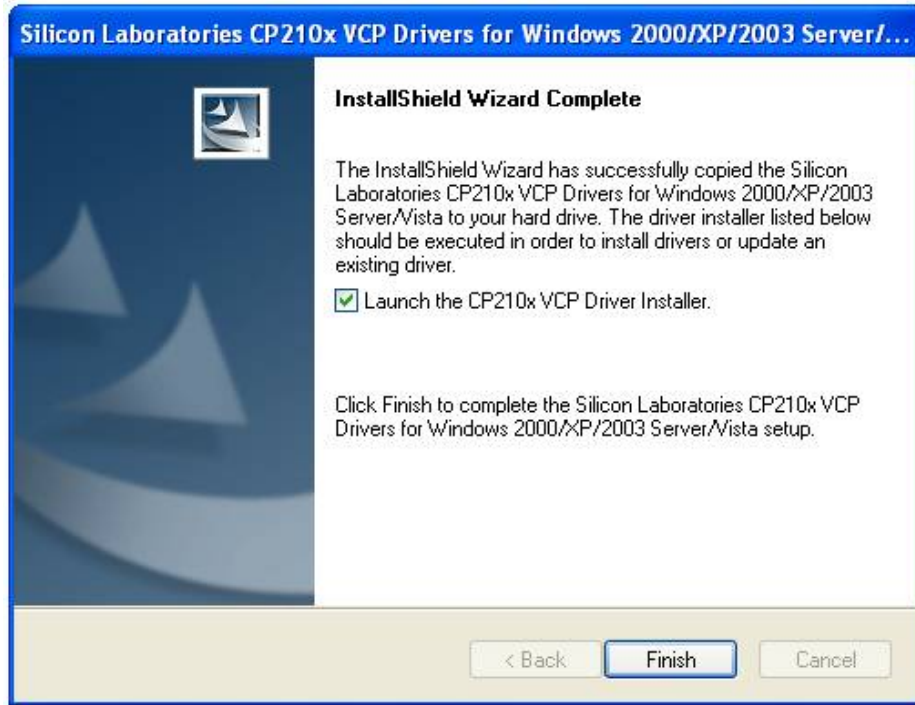 Silicon Laboratories CP210x VCP Drivers for Windows 2000/XP/2003 Server/...
InstallShield Wizard Complete
The InstallShield Wizard has successfully copied the Silicon
Laboratories CP210x VCP Drivers for Windows 2000/XP/2003
Server/Vista to your hard drive. The driver installer listed below
should be executed in order to install drivers or update an
existing driver.
Launch the CP210x VCP Driver Installer.
Click Finish to complete the Silicon Laboratories CP210x VCP
Drivers for Windows 2000/XP/2003 Server/Vista setup.
< Back Finish Cancel